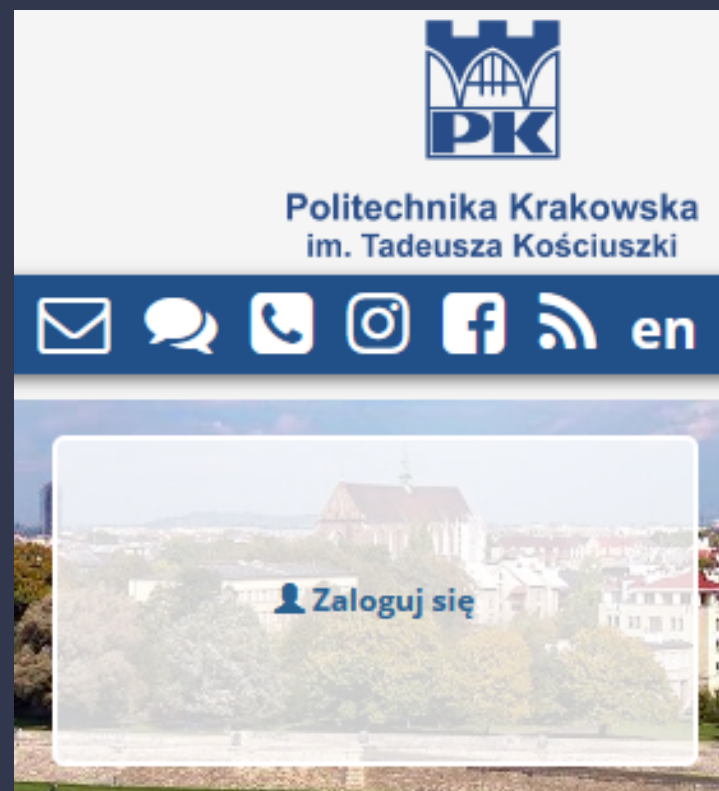 PK
Politechnika Krakowska
im. Tadeusza Kościuszki
en
Zaloguj się